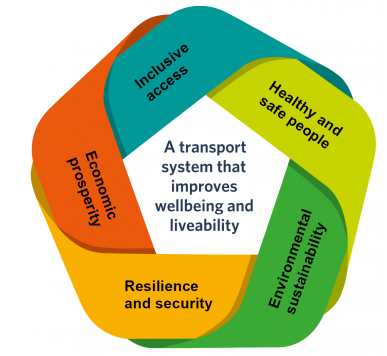 Inclusive
access
Healthy and
safe people
Environmental
sustainability
Resilience
and security
Economic
prosperity
A transport
system that
improves
wellbeing and
liveability